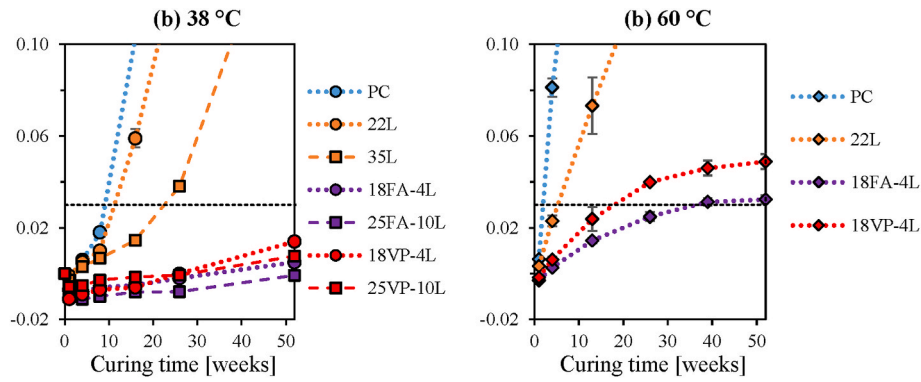 (b) 38 °C
0.10
0.06
0.02
-0.02
0 10 20 30 40 50
Curing time [weeks]
PC
22L
35L
18FA-4L
25FA-10L
18VP-4L
25VP-10L
(b) 60 °C
0.10
0.06
0.02
-0.02
0 10 20 30 40 50
Curing time [weeks]
PC
22L
18FA-4L
18VP-4L